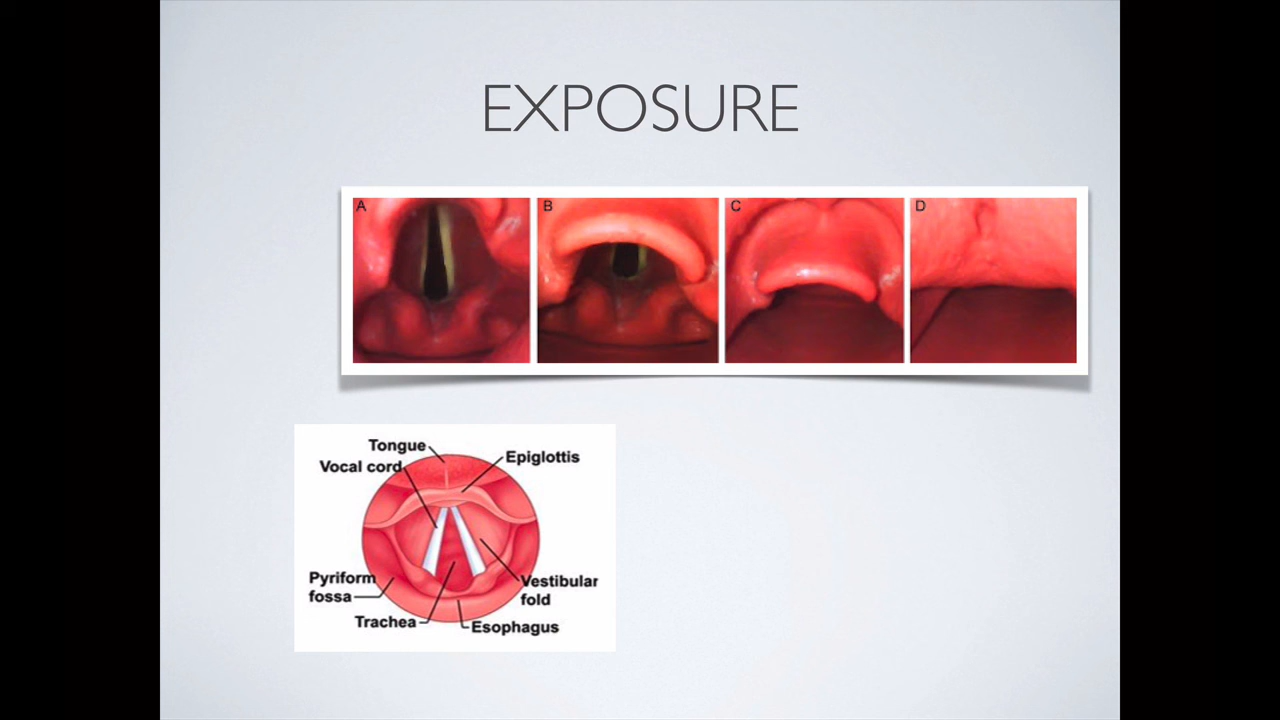 EXPOSURE
A B C D
Tongue
Vocal cord
Epiglottis
Pyriform
fossa
Vestibular
fold
Trachea
Esophagus